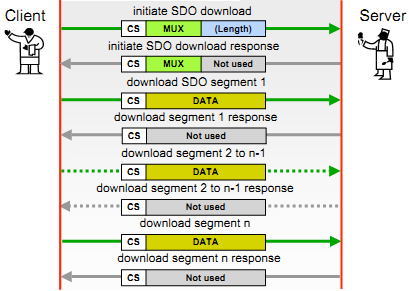 Client
Server
initiate SDO download
CS MUX (Length)
initiate SDO download response
CS MUX Not used
download SDO segment 1
CS DATA
download segment 1 response
CS Not used
download segment 2 to n-1
CS DATA
download segment 2 to n-1 response
CS Not used
download segment n
CS DATA
download segment n response
CS Not used